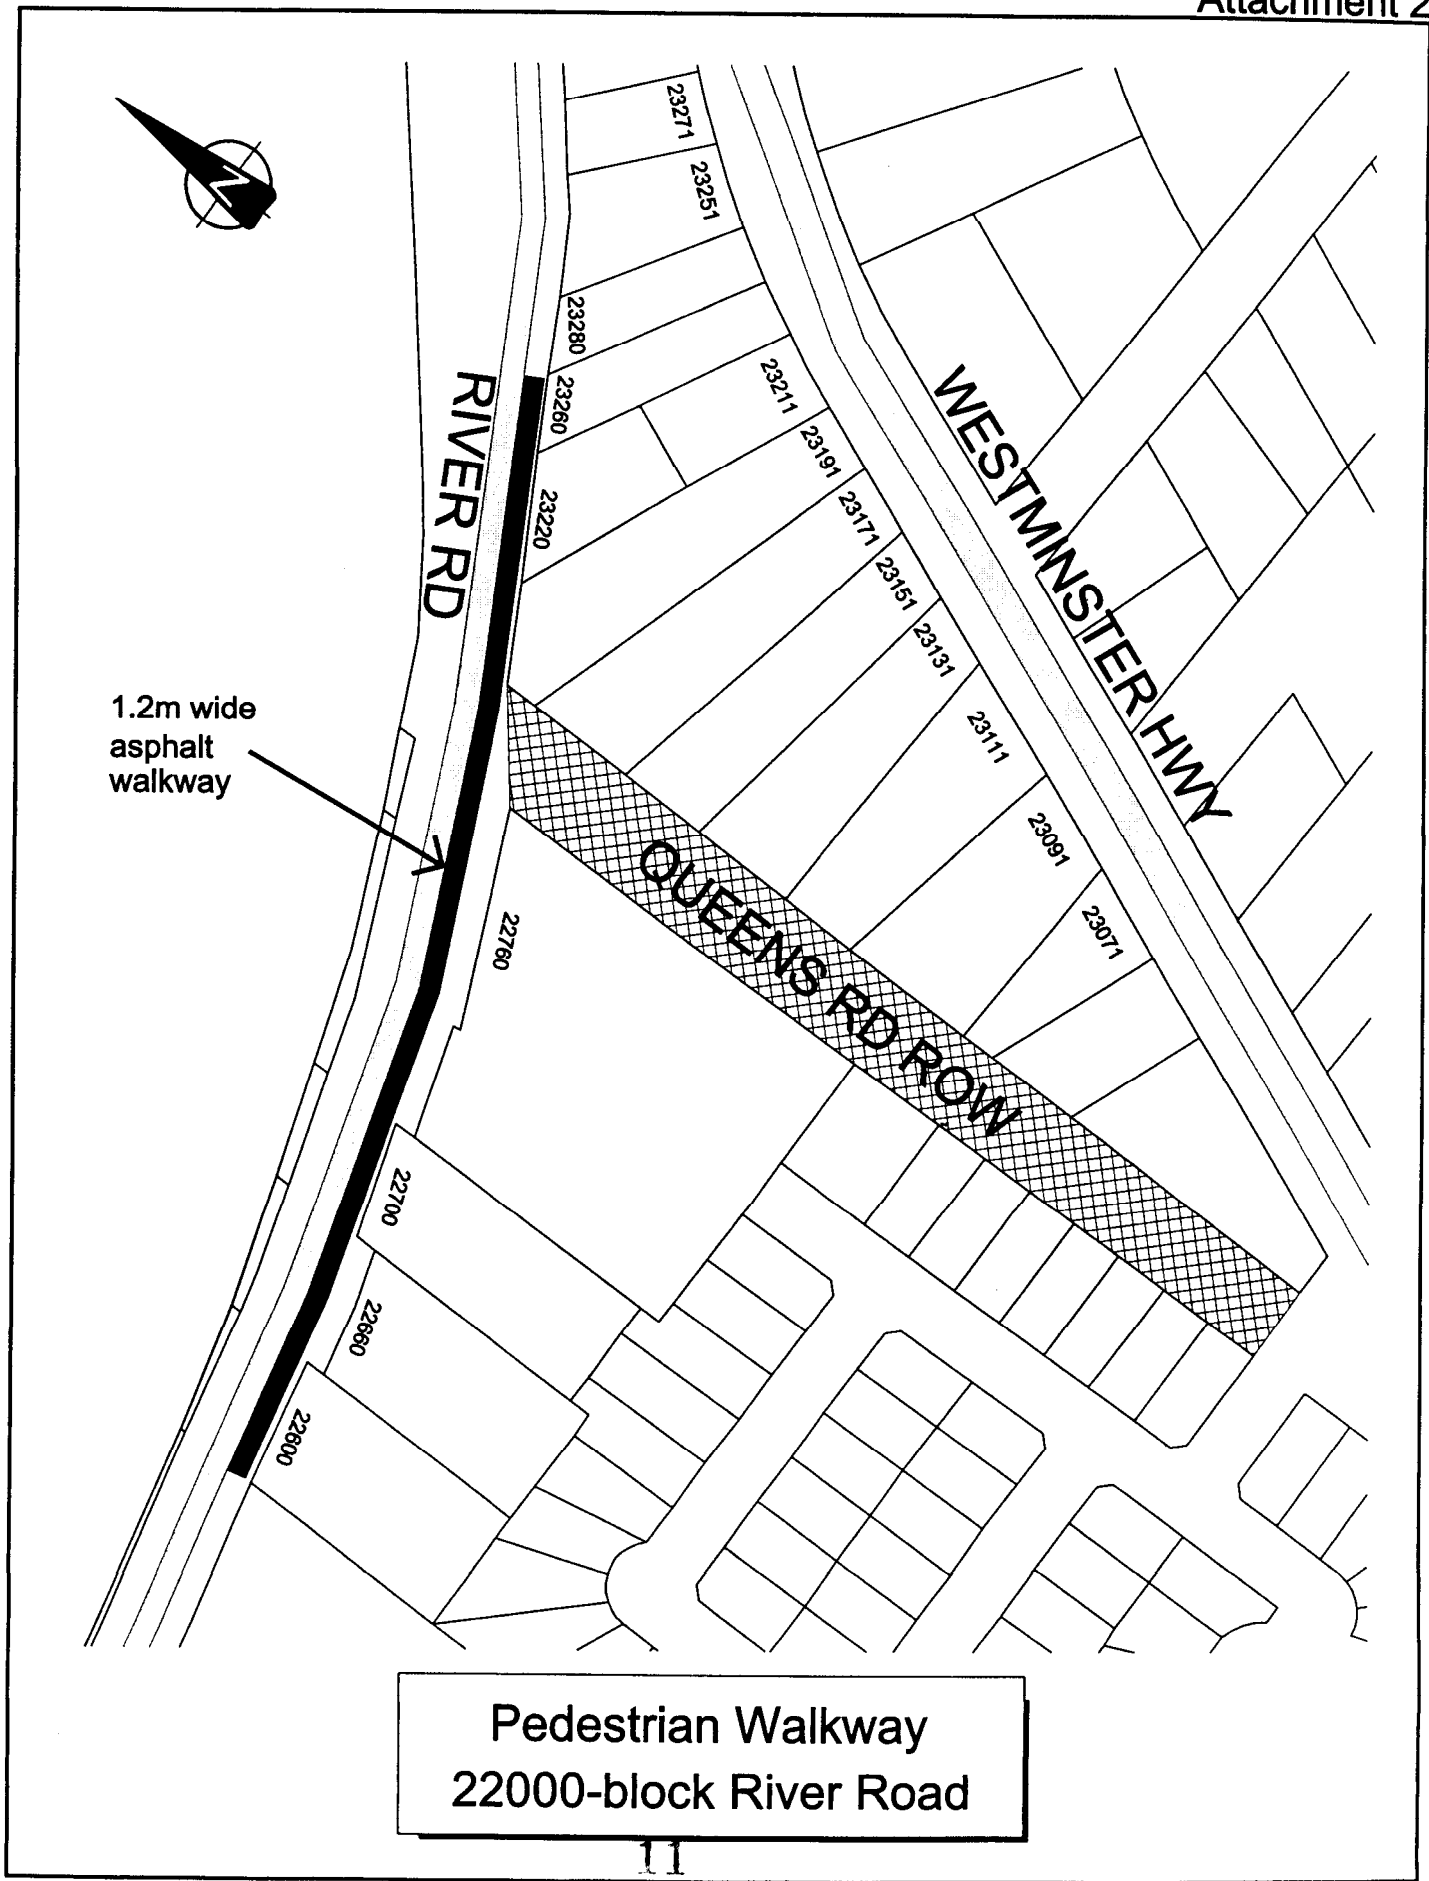 Attachment 2
N
23271
23251
23280
23260
23220
RIVER RD
23211
23191
23171
23151
23131
23111
23091
23071
WESTMINSTER HWY
1.2m wide
asphalt
walkway
QUEENS RD ROW
22760
22700
22660
22600
Pedestrian Walkway
22000-block River Road
11